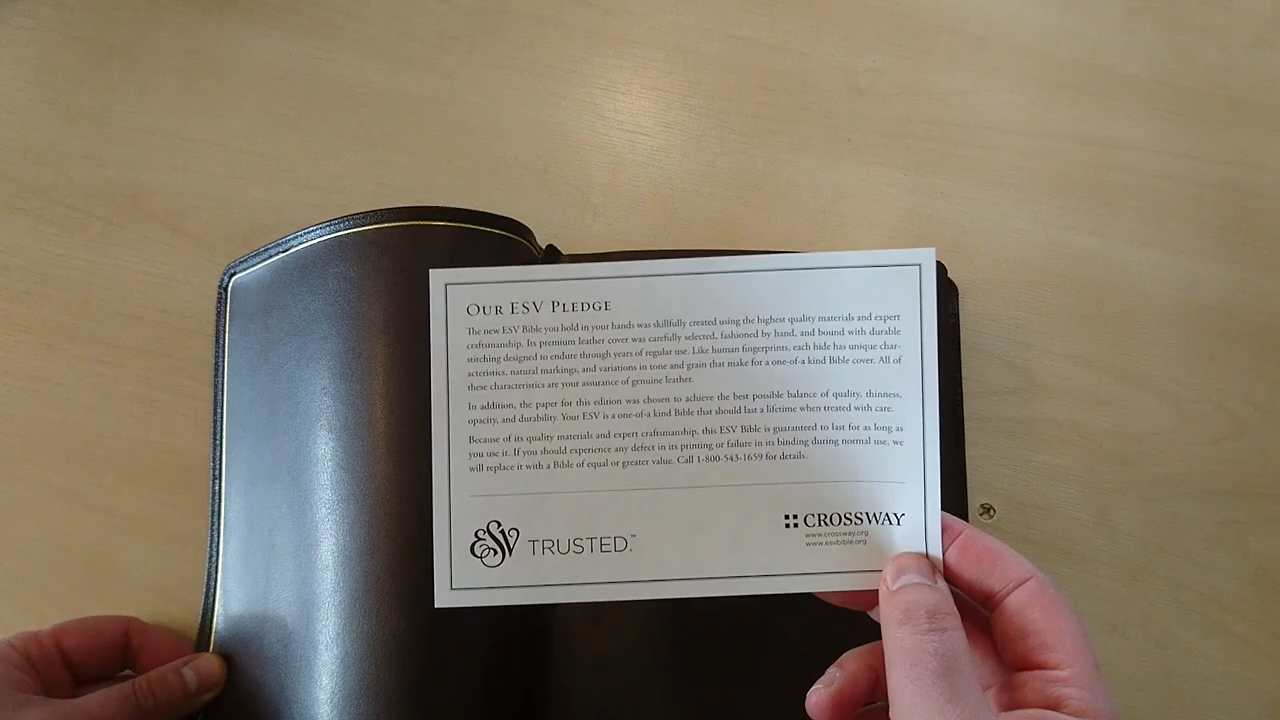 OUR ESV PLEDGE
The new ESV Bible you hold in your hands was skillfully created using the highest quality materials and expert
craftsmanship. Its premium leather cover was carefully selected, fashioned by hand, and bound with durable
stitching designed to endure through years of regular use. Like human fingerprints, each hide has unique char-
acteristics, natural markings, and variations in tone and grain that make for a one-of-a kind Bible cover. All of
these characteristics are your assurance of genuine leather.
In addition, the paper for this edition was chosen to achieve the best possible balance of quality, thinness,
opacity, and durability. Your ESV is a one-of-a kind Bible that should last a lifetime when treated with care.
Because of its quality materials and expert craftsmanship, this ESV Bible is guaranteed to last for as long as
you use it. If you should experience any defect in its printing or failure in its binding during normal use, we
will replace it with a Bible of equal or greater value. Call 1-800-543-1659 for details.
ESV TRUSTED.™
CROSSWAY
www.crossway.org
www.esvbible.org